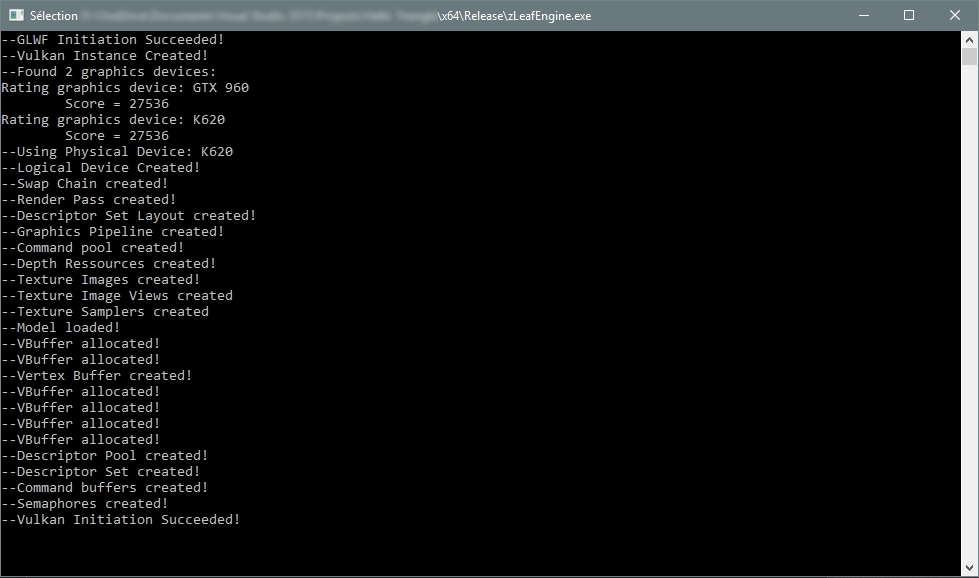 Sélection \x64\Release\zLeafEngine.exe
--GLWF Initiation Succeeded!
--Vulkan Instance Created!
--Found 2 graphics devices:
Rating graphics device: GTX 960
Score = 27536
Rating graphics device: K620
Score = 27536
--Using Physical Device: K620
--Logical Device Created!
--Swap Chain created!
--Render Pass created!
--Descriptor Set Layout created!
--Graphics Pipeline created!
--Command pool created!
--Depth Ressources created!
--Texture Images created!
--Texture Image Views created
--Texture Samplers created
--Model loaded!
--VBuffer allocated!
--VBuffer allocated!
--Vertex Buffer created!
--VBuffer allocated!
--VBuffer allocated!
--VBuffer allocated!
--VBuffer allocated!
--Descriptor Pool created!
--Descriptor Set created!
--Command buffers created!
--Semaphores created!
--Vulkan Initiation Succeeded!